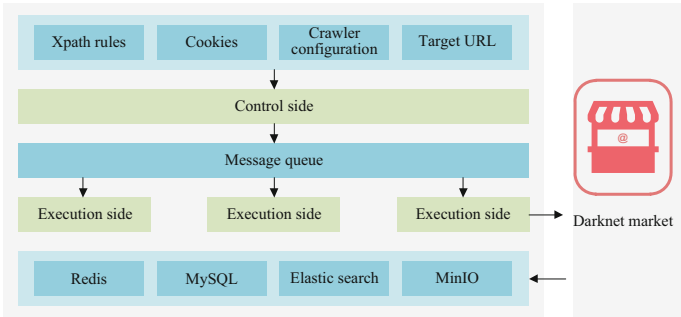 Xpath rules
Cookies
Crawler
configuration
Target URL
Control side
Message queue
Execution side
Execution side
Execution side
@
Darknet market
Redis
MySQL
Elastic search
MinIO